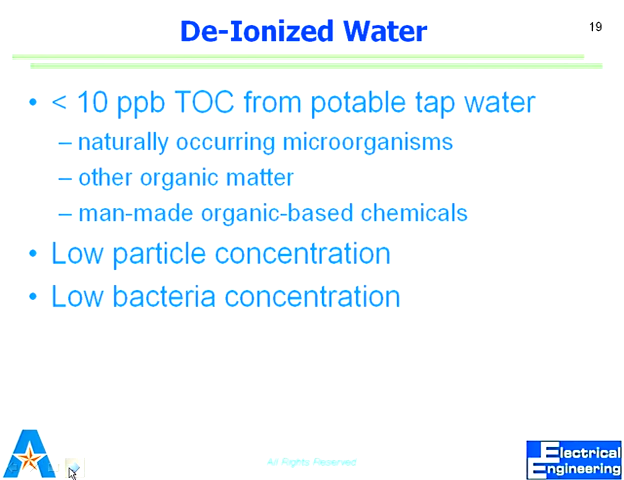 De-Ionized Water
19
• < 10 ppb TOC from potable tap water
– naturally occurring microorganisms
– other organic matter
– man-made organic-based chemicals
• Low particle concentration
• Low bacteria concentration
All Rights Reserved
Electrical
Engineering